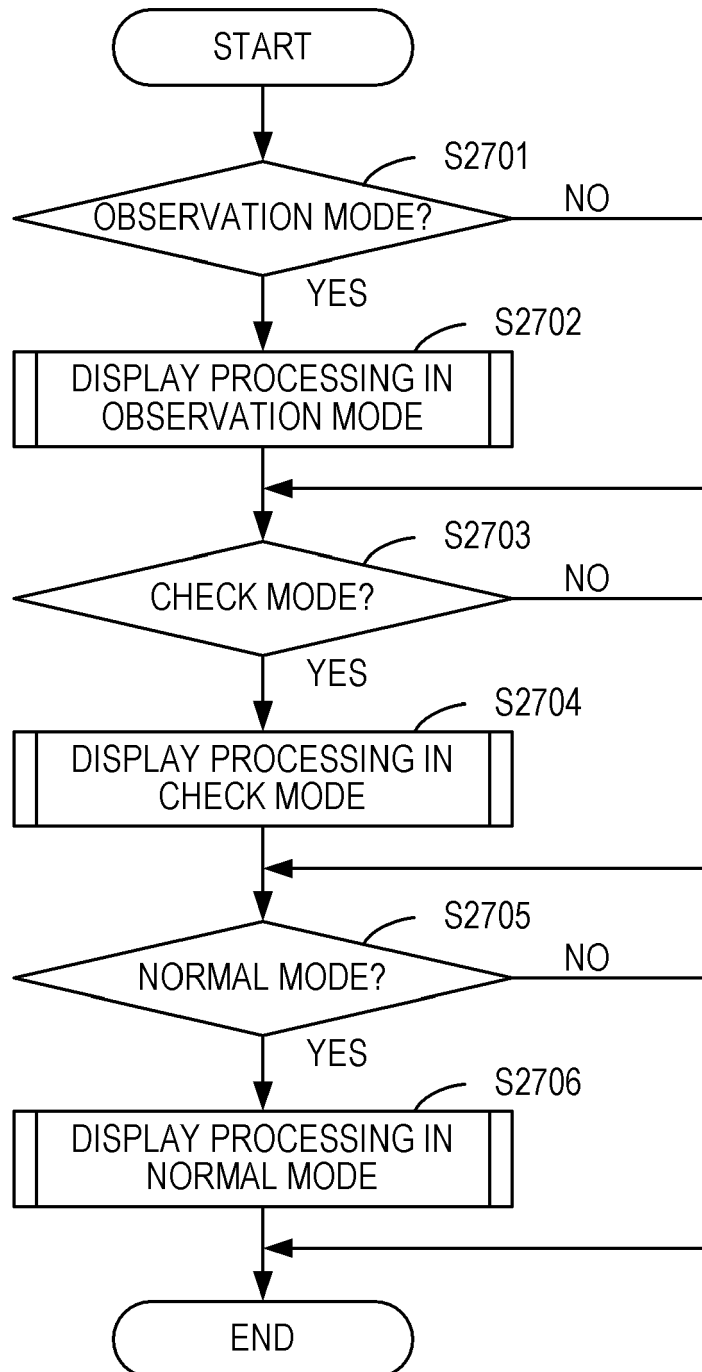 START
S2701
OBSERVATION MODE?
NO
YES
S2702
DISPLAY PROCESSING IN
OBSERVATION MODE
S2703
CHECK MODE?
NO
YES
S2704
DISPLAY PROCESSING IN
CHECK MODE
S2705
NORMAL MODE?
NO
YES
S2706
DISPLAY PROCESSING IN
NORMAL MODE
END